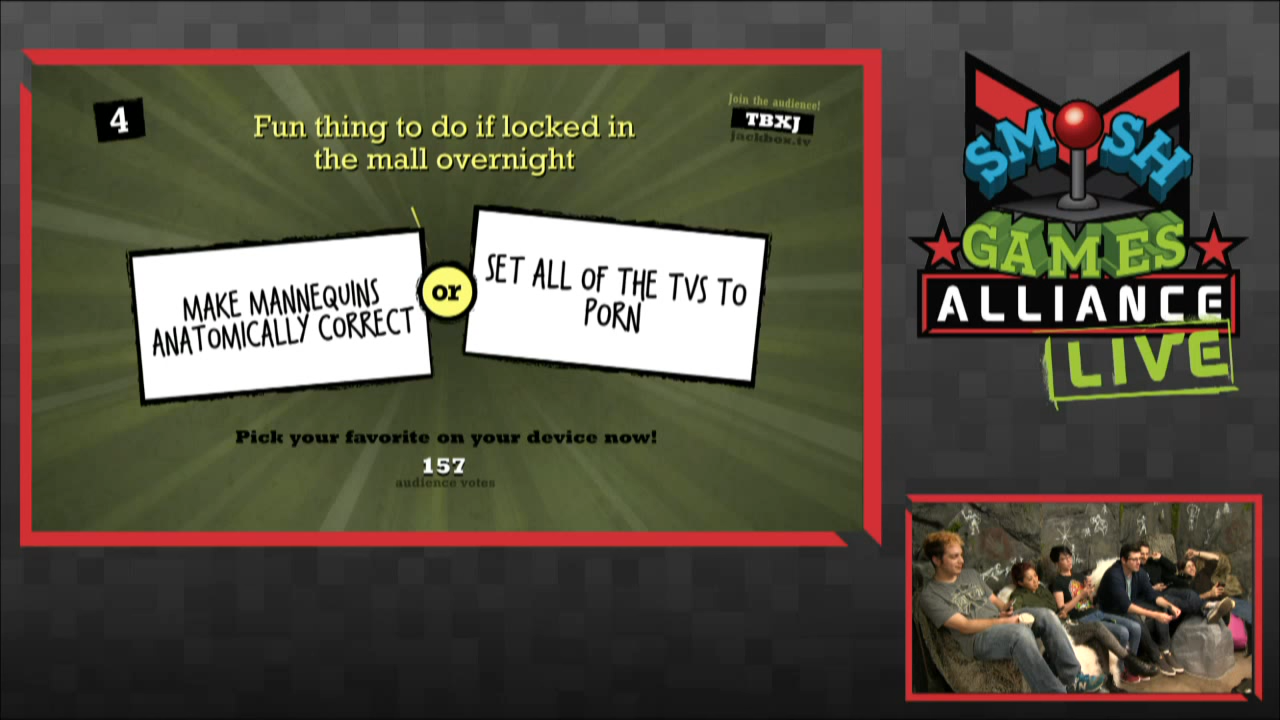 4
Fun thing to do if locked in
the mall overnight
Join the audience!
TBXJ
jackbox.tv
MAKE MANNEQUINS
ANATOMICALLY CORRECT
or
SET ALL OF THE TVS TO
PORN
Pick your favorite on your device now!
157
audience votes
SMOSH
GAMES
ALLIANCE
LIVE